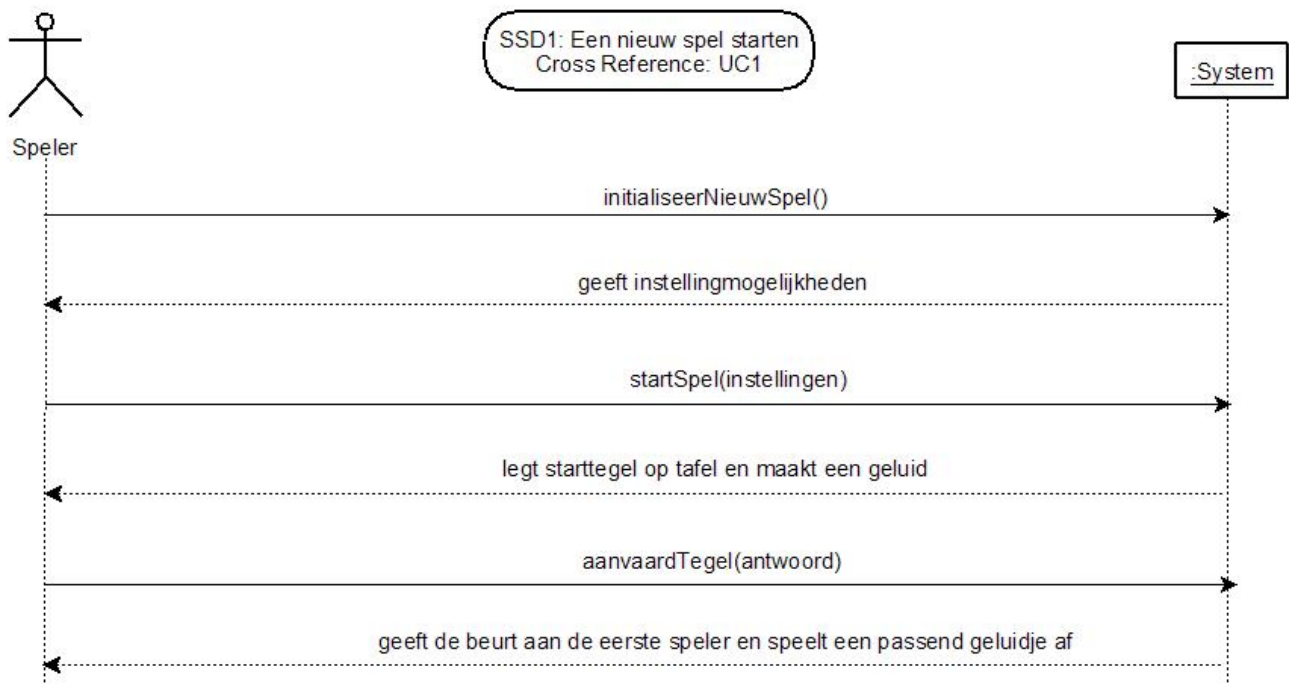 SSD1: Een nieuw spel starten
Cross Reference: UC1
:System
Speler
initialiseerNieuwSpel()
geeft instellingmogelijkheden
startSpel(instellingen)
legt starttegel op tafel en maakt een geluid
aanvaardTegel(antwoord)
geeft de beurt aan de eerste speler en speelt een passend geluidje af